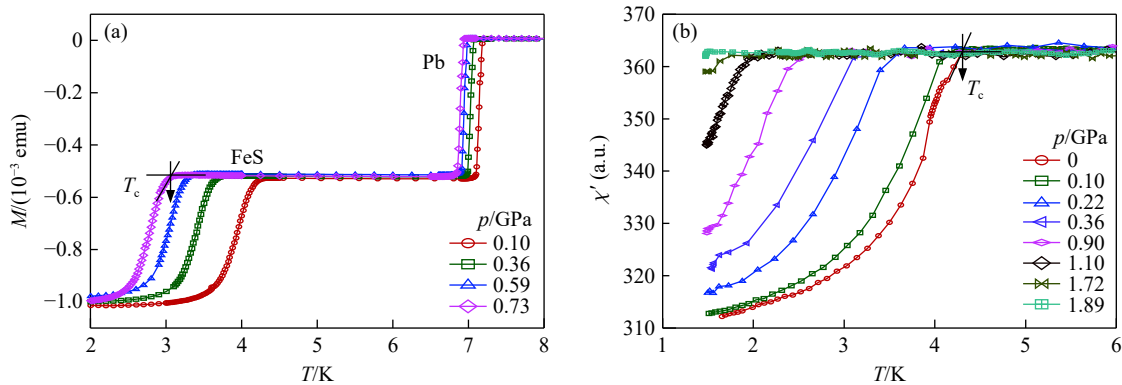 (a)
Pb
FeS
Tc
p/GPa
0.10
0.36
0.59
0.73
0
−0.2
−0.4
−0.6
−0.8
−1.0
M/(10⁻³ emu)
2 3 4 5 6 7 8
T/K
(b)
Tc
p/GPa
0
0.10
0.22
0.36
0.90
1.10
1.72
1.89
370
360
350
340
330
320
310
χ′ (a.u.)
1 2 3 4 5 6
T/K